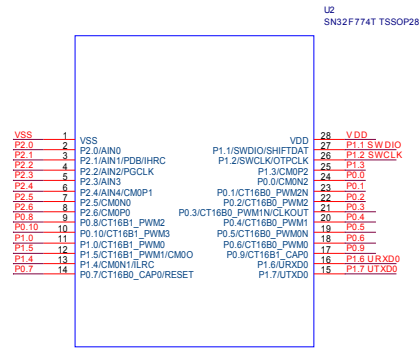 U2
SN32F774T TSSOP28
VSS 1 VSS VDD 28 VDD
P2.0 2 P2.0/AIN0 P1.1/SWDIO/SHIFTDAT 27 P1.1 SWDIO
P2.1 3 P2.1/AIN1/PDB/IHRC P1.2/SWCLK/OTPCLK 26 P1.2 SWCLK
P2.2 4 P2.2/AIN2/PGCLK P1.3/CM0P2 25 P1.3
P2.3 5 P2.3/AIN3 P0.0/CM0N2 24 P0.0
P2.4 6 P2.4/AIN4/CM0P1 P0.1/CT16B0_PWM2N 23 P0.1
P2.5 7 P2.5/CM0N0 P0.2/CT16B0_PWM2 22 P0.2
P2.6 8 P2.6/CM0P0 P0.3/CT16B0_PWM1N/CLKOUT 21 P0.3
P0.8 9 P0.8/CT16B1_PWM2 P0.4/CT16B0_PWM1 20 P0.4
P0.10 10 P0.10/CT16B1_PWM3 P0.5/CT16B0_PWM0N 19 P0.5
P1.0 11 P1.0/CT16B1_PWM0 P0.6/CT16B0_PWM0 18 P0.6
P1.5 12 P1.5/CT16B1_PWM1/CM0O P0.9/CT16B1_CAP0 17 P0.9
P1.4 13 P1.4/CM0N1/ILRC P1.6/URXD0 16 P1.6 URXD0
P0.7 14 P0.7/CT16B0_CAP0/RESET P1.7/UTXD0 15 P1.7 UTXD0